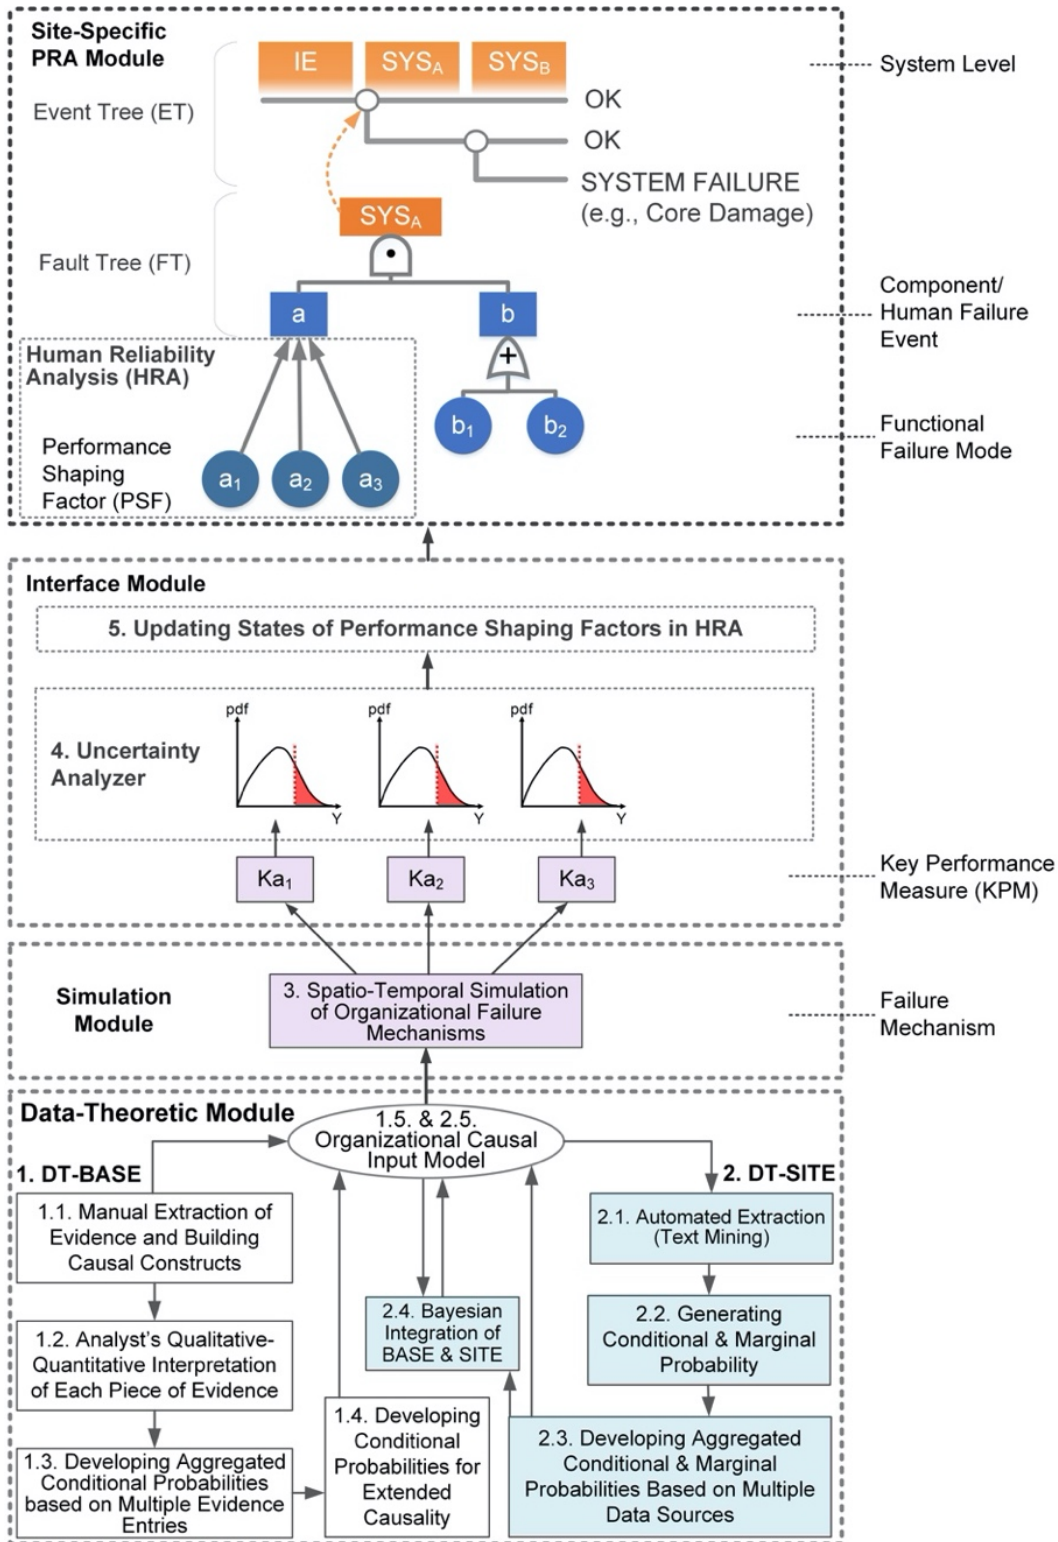 Site-Specific
PRA Module
IE
SYSA
SYSB
System Level
Event Tree (ET)
OK
OK
SYSTEM FAILURE
(e.g., Core Damage)
SYSA
Fault Tree (FT)
a
b
+
Component/
Human Failure
Event
Human Reliability
Analysis (HRA)
Performance
Shaping
Factor (PSF)
a1
a2
a3
b1
b2
Functional
Failure Mode
Interface Module
5. Updating States of Performance Shaping Factors in HRA
4. Uncertainty
Analyzer
pdf
Y
pdf
Y
pdf
Y
Ka1
Ka2
Ka3
Key Performance
Measure (KPM)
Simulation
Module
3. Spatio-Temporal Simulation
of Organizational Failure
Mechanisms
Failure
Mechanism
Data-Theoretic Module
1.5. & 2.5.
Organizational Causal
Input Model
1. DT-BASE
1.1. Manual Extraction of
Evidence and Building
Causal Constructs
1.2. Analyst's Qualitative-
Quantitative Interpretation
of Each Piece of Evidence
1.3. Developing Aggregated
Conditional Probabilities
based on Multiple Evidence
Entries
1.4. Developing
Conditional
Probabilities for
Extended
Causality
2.4. Bayesian
Integration of
BASE & SITE
2. DT-SITE
2.1. Automated Extraction
(Text Mining)
2.2. Generating
Conditional & Marginal
Probability
2.3. Developing Aggregated
Conditional & Marginal
Probabilities Based on Multiple
Data Sources